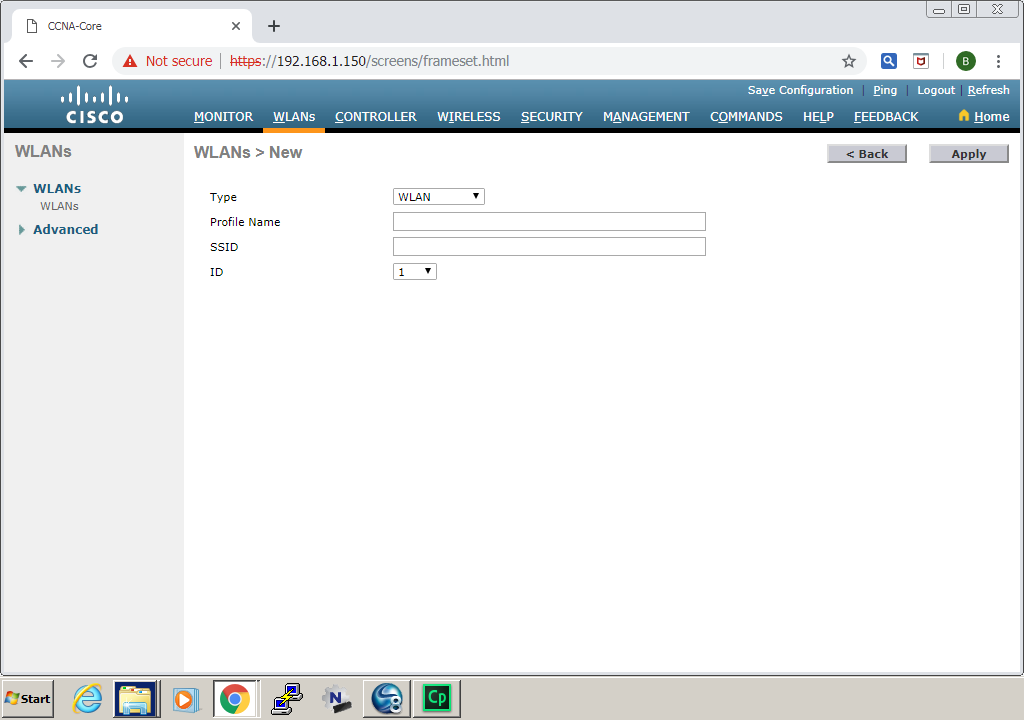 CCNA-Core
Not secure https://192.168.1.150/screens/frameset.html
B
Save Configuration Ping Logout Refresh
CISCO
MONITOR WLANs CONTROLLER WIRELESS SECURITY MANAGEMENT COMMANDS HELP FEEDBACK Home
WLANs
WLANs
WLANs
Advanced
WLANs > New
< Back Apply
Type WLAN
Profile Name
SSID
ID 1
Start
N
Cp